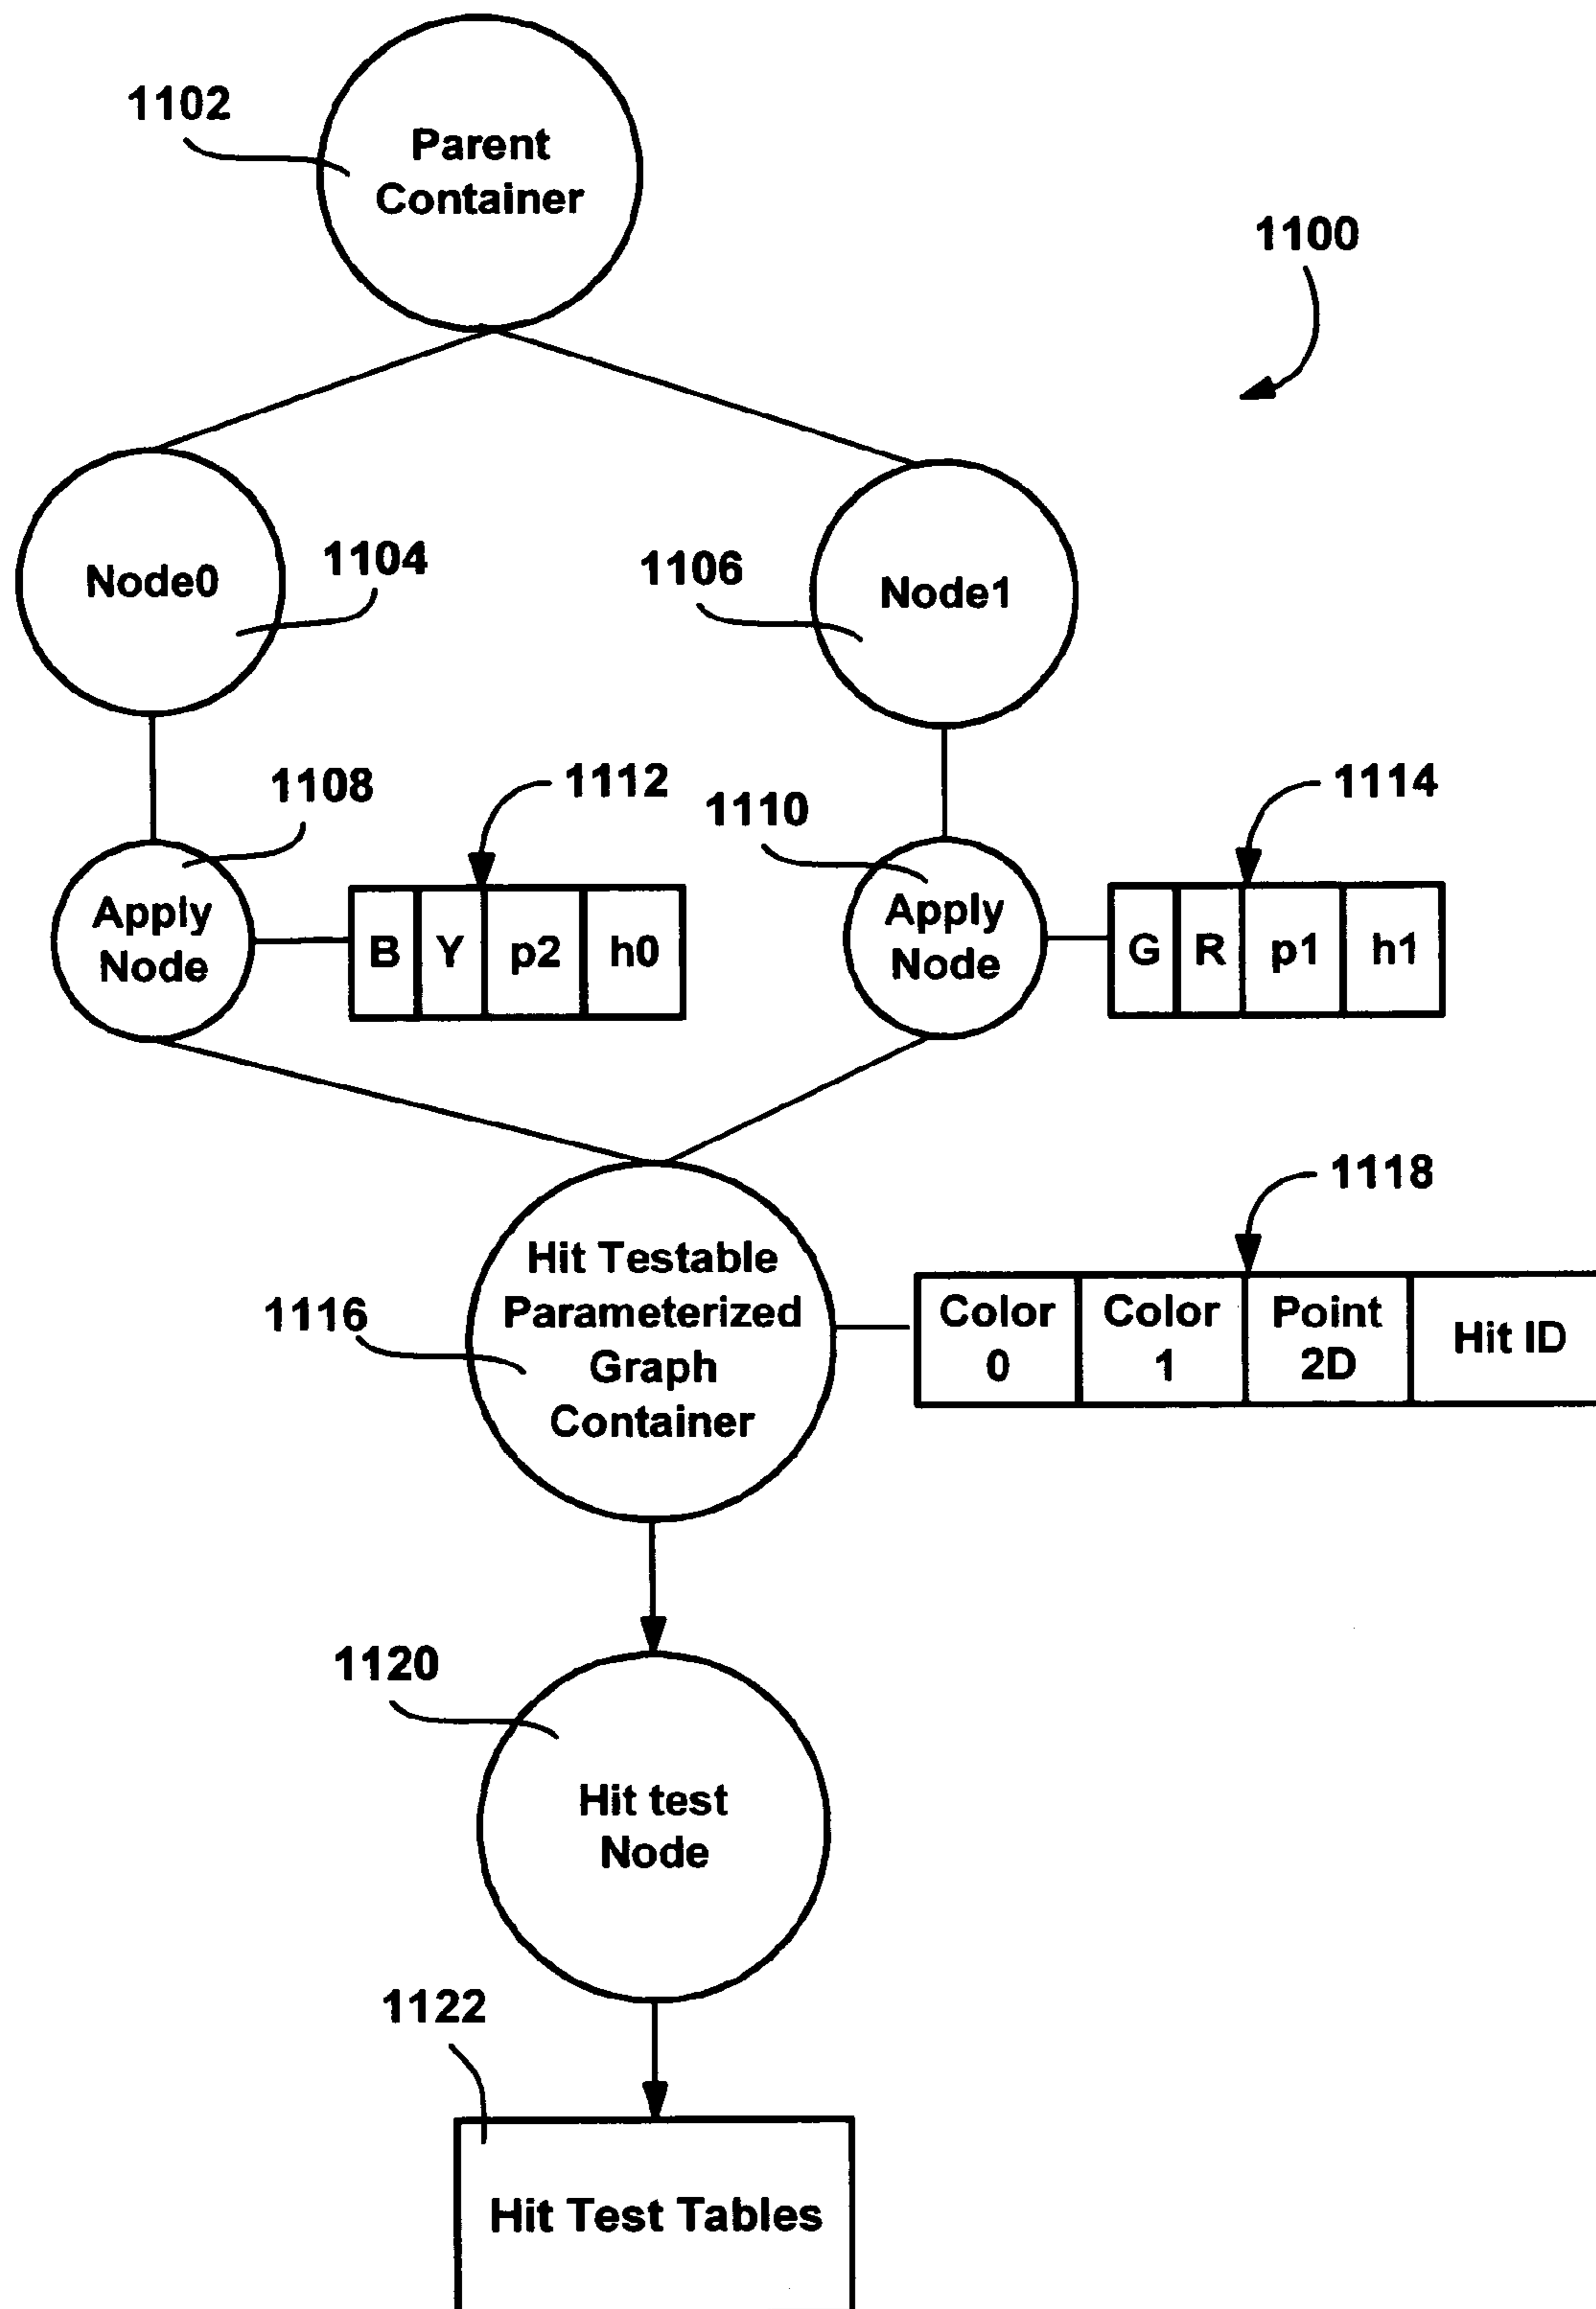 1102
Parent
Container
1100
Node0
1104
1106
Node1
1108
1112
1110
1114
Apply
Node
B Y p2 h0
Apply
Node
G R p1 h1
1118
1116
Hit Testable
Parameterized
Graph
Container
Color
0
Color
1
Point
2D
Hit ID
1120
Hit test
Node
1122
Hit Test Tables